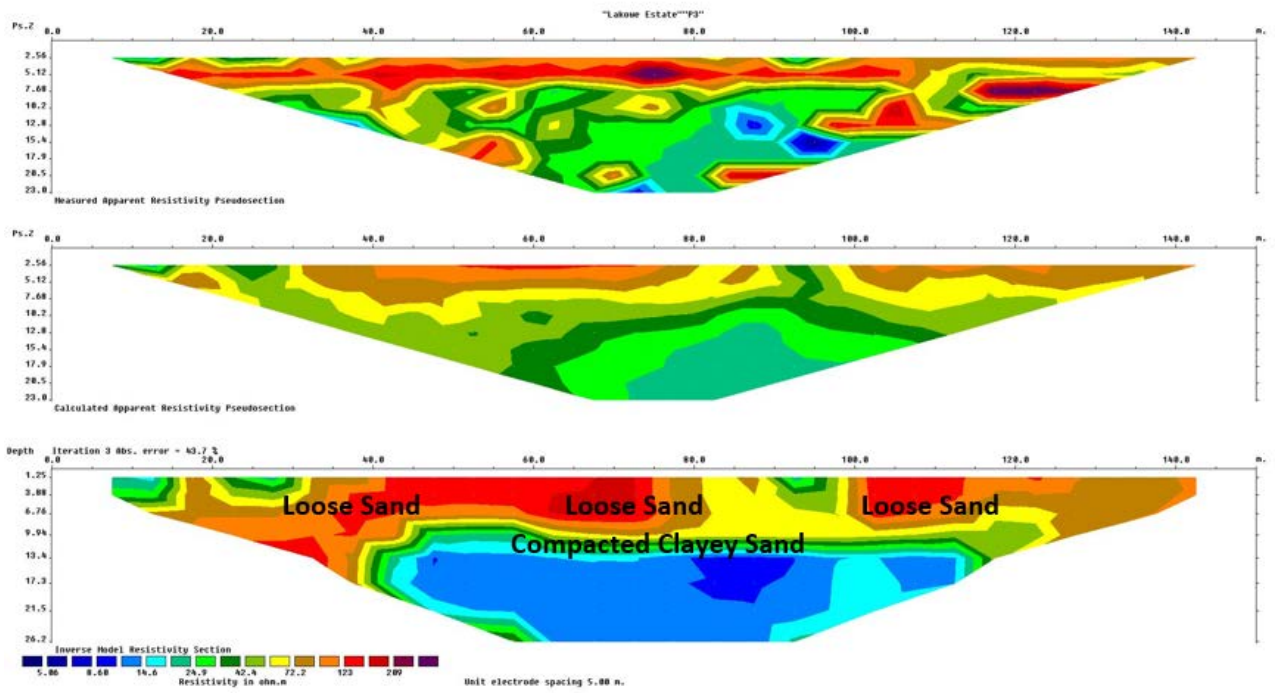 "Lakowe Estate""P3"
Ps.Z 0.0 20.0 40.0 60.0 80.0 100.0 120.0 140.0 m.
2.56
5.12
7.68
10.2
12.8
15.4
17.9
20.5
23.0
Measured Apparent Resistivity Pseudosection
Ps.Z 0.0 20.0 40.0 60.0 80.0 100.0 120.0 140.0 m.
2.56
5.12
7.68
10.2
12.8
15.4
17.9
20.5
23.0
Calculated Apparent Resistivity Pseudosection
Depth Iteration 3 Abs. error = 43.7 %
0.0 20.0 40.0 60.0 80.0 100.0 120.0 140.0 m.
1.25
3.88
6.76
9.94
13.4
17.3
21.5
26.2
Loose Sand Loose Sand Loose Sand
Compacted Clayey Sand
Inverse Model Resistivity Section
5.06 8.60 14.6 24.9 42.4 72.2 123 209
Resistivity in ohm.m Unit electrode spacing 5.00 m.